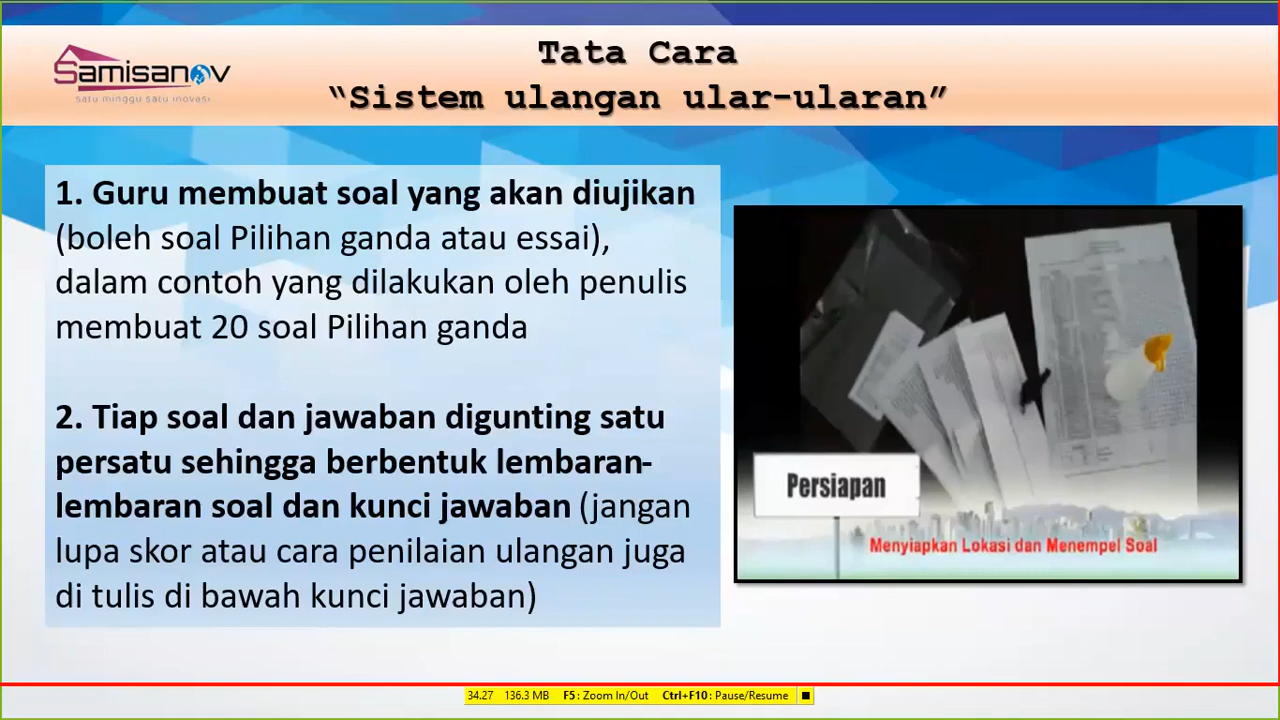 Samisanov
satu minggu satu inovasi
Tata Cara
“Sistem ulangan ular-ularan”
1. Guru membuat soal yang akan diujikan
(boleh soal Pilihan ganda atau essai),
dalam contoh yang dilakukan oleh penulis
membuat 20 soal Pilihan ganda
2. Tiap soal dan jawaban digunting satu
persatu sehingga berbentuk lembaran-
lembaran soal dan kunci jawaban (jangan
lupa skor atau cara penilaian ulangan juga
di tulis di bawah kunci jawaban)
Persiapan
Menyiapkan Lokasi dan Menempel Soal
34.27 136.3 MB F5: Zoom In/Out Ctrl+F10: Pause/Resume